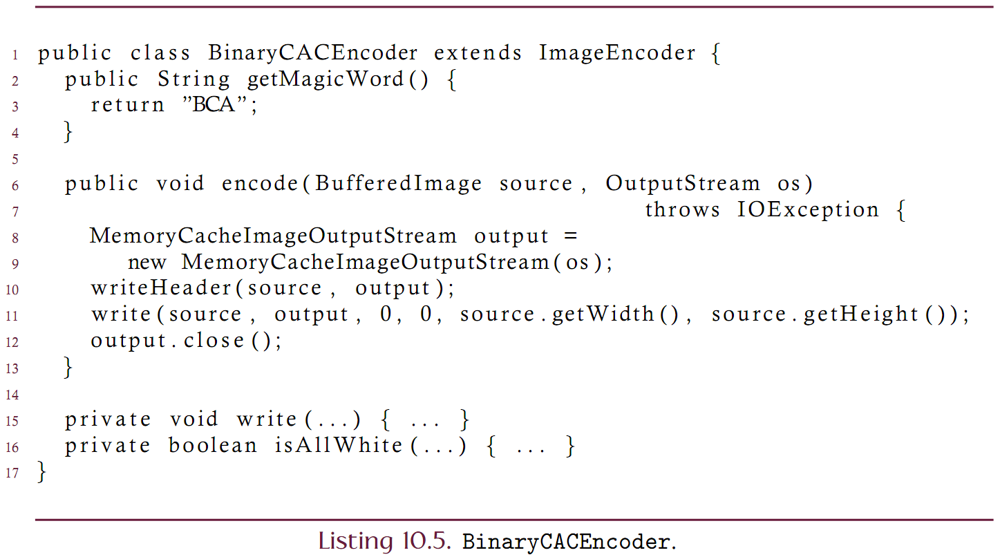 1 public class BinaryCACEncoder extends ImageEncoder {
2 public String getMagicWord() {
3 return ”BCA”;
4 }
5
6 public void encode(BufferedImage source, OutputStream os)
7 throws IOException {
8 MemoryCacheImageOutputStream output =
9 new MemoryCacheImageOutputStream(os);
10 writeHeader(source, output);
11 write(source, output, 0, 0, source.getWidth(), source.getHeight());
12 output.close();
13 }
14
15 private void write(...) { ... }
16 private boolean isAllWhite(...) { ... }
17 }
Listing 10.5. BinaryCACEncoder.